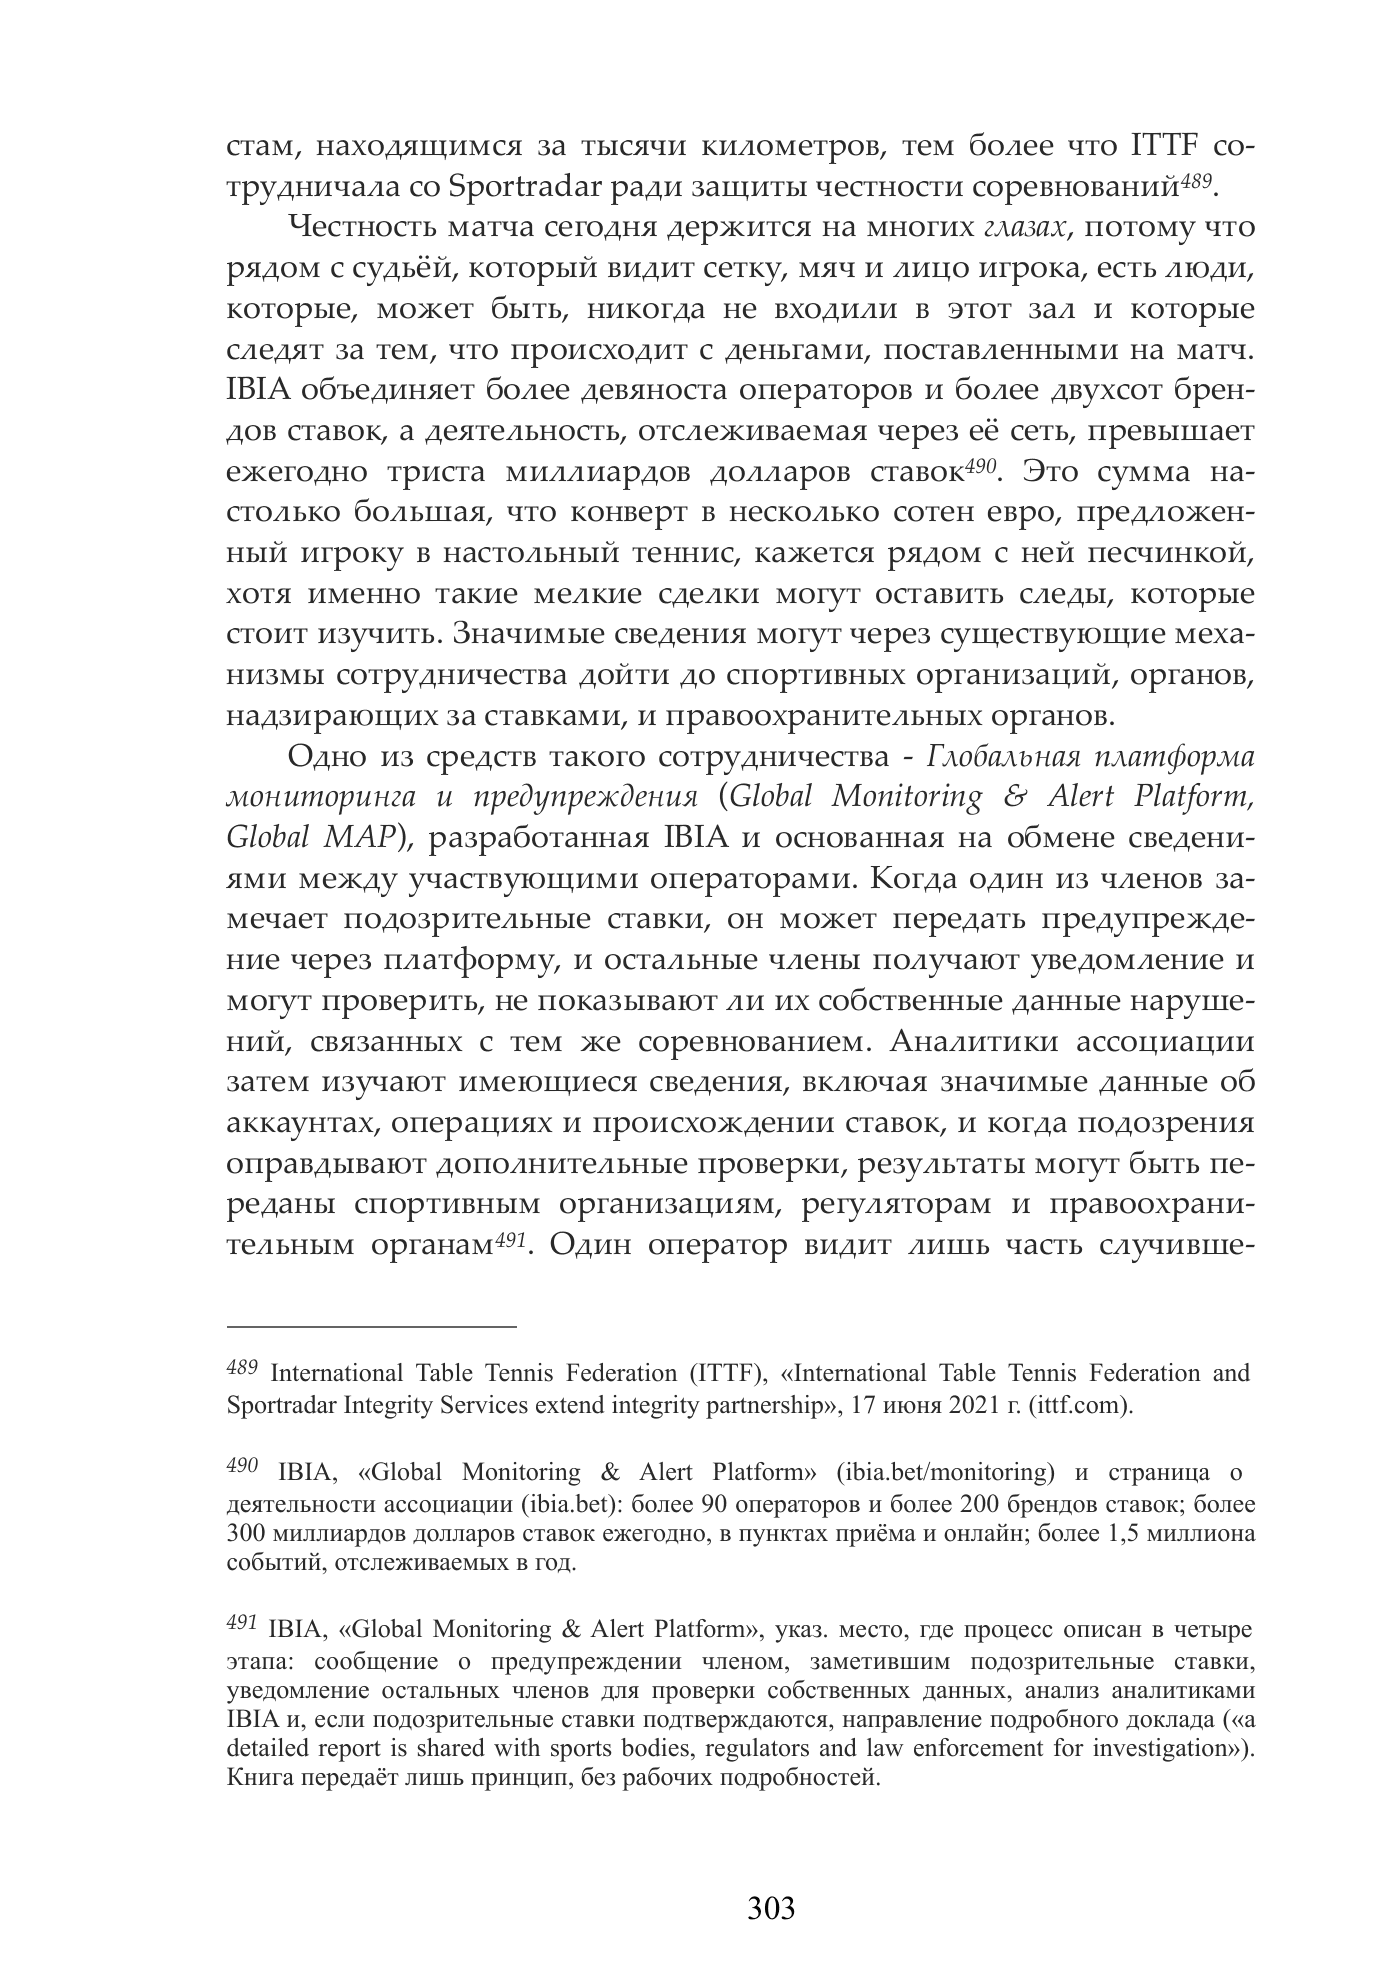 стам, находящимся за тысячи километров, тем более что ITTF со-
трудничала со Sportradar ради защиты честности соревнований489.
Честность матча сегодня держится на многих глазах, потому что
рядом с судьёй, который видит сетку, мяч и лицо игрока, есть люди,
которые, может быть, никогда не входили в этот зал и которые
следят за тем, что происходит с деньгами, поставленными на матч.
IBIA объединяет более девяноста операторов и более двухсот брен-
дов ставок, а деятельность, отслеживаемая через её сеть, превышает
ежегодно триста миллиардов долларов ставок490. Это сумма на-
столько большая, что конверт в несколько сотен евро, предложен-
ный игроку в настольный теннис, кажется рядом с ней песчинкой,
хотя именно такие мелкие сделки могут оставить следы, которые
стоит изучить. Значимые сведения могут через существующие меха-
низмы сотрудничества дойти до спортивных организаций, органов,
надзирающих за ставками, и правоохранительных органов.
Одно из средств такого сотрудничества - Глобальная платформа
мониторинга и предупреждения (Global Monitoring & Alert Platform,
Global MAP), разработанная IBIA и основанная на обмене сведени-
ями между участвующими операторами. Когда один из членов за-
мечает подозрительные ставки, он может передать предупрежде-
ние через платформу, и остальные члены получают уведомление и
могут проверить, не показывают ли их собственные данные наруше-
ний, связанных с тем же соревнованием. Аналитики ассоциации
затем изучают имеющиеся сведения, включая значимые данные об
аккаунтах, операциях и происхождении ставок, и когда подозрения
оправдывают дополнительные проверки, результаты могут быть пе-
реданы спортивным организациям, регуляторам и правоохрани-
тельным органам491. Один оператор видит лишь часть случивше-
489 International Table Tennis Federation (ITTF), «International Table Tennis Federation and
Sportradar Integrity Services extend integrity partnership», 17 июня 2021 г. (ittf.com).
490 IBIA, «Global Monitoring & Alert Platform» (ibia.bet/monitoring) и страница о
деятельности ассоциации (ibia.bet): более 90 операторов и более 200 брендов ставок; более
300 миллиардов долларов ставок ежегодно, в пунктах приёма и онлайн; более 1,5 миллиона
событий, отслеживаемых в год.
491 IBIA, «Global Monitoring & Alert Platform», указ. место, где процесс описан в четыре
этапа: сообщение о предупреждении членом, заметившим подозрительные ставки,
уведомление остальных членов для проверки собственных данных, анализ аналитиками
IBIA и, если подозрительные ставки подтверждаются, направление подробного доклада («a
detailed report is shared with sports bodies, regulators and law enforcement for investigation»).
Книга передаёт лишь принцип, без рабочих подробностей.
303